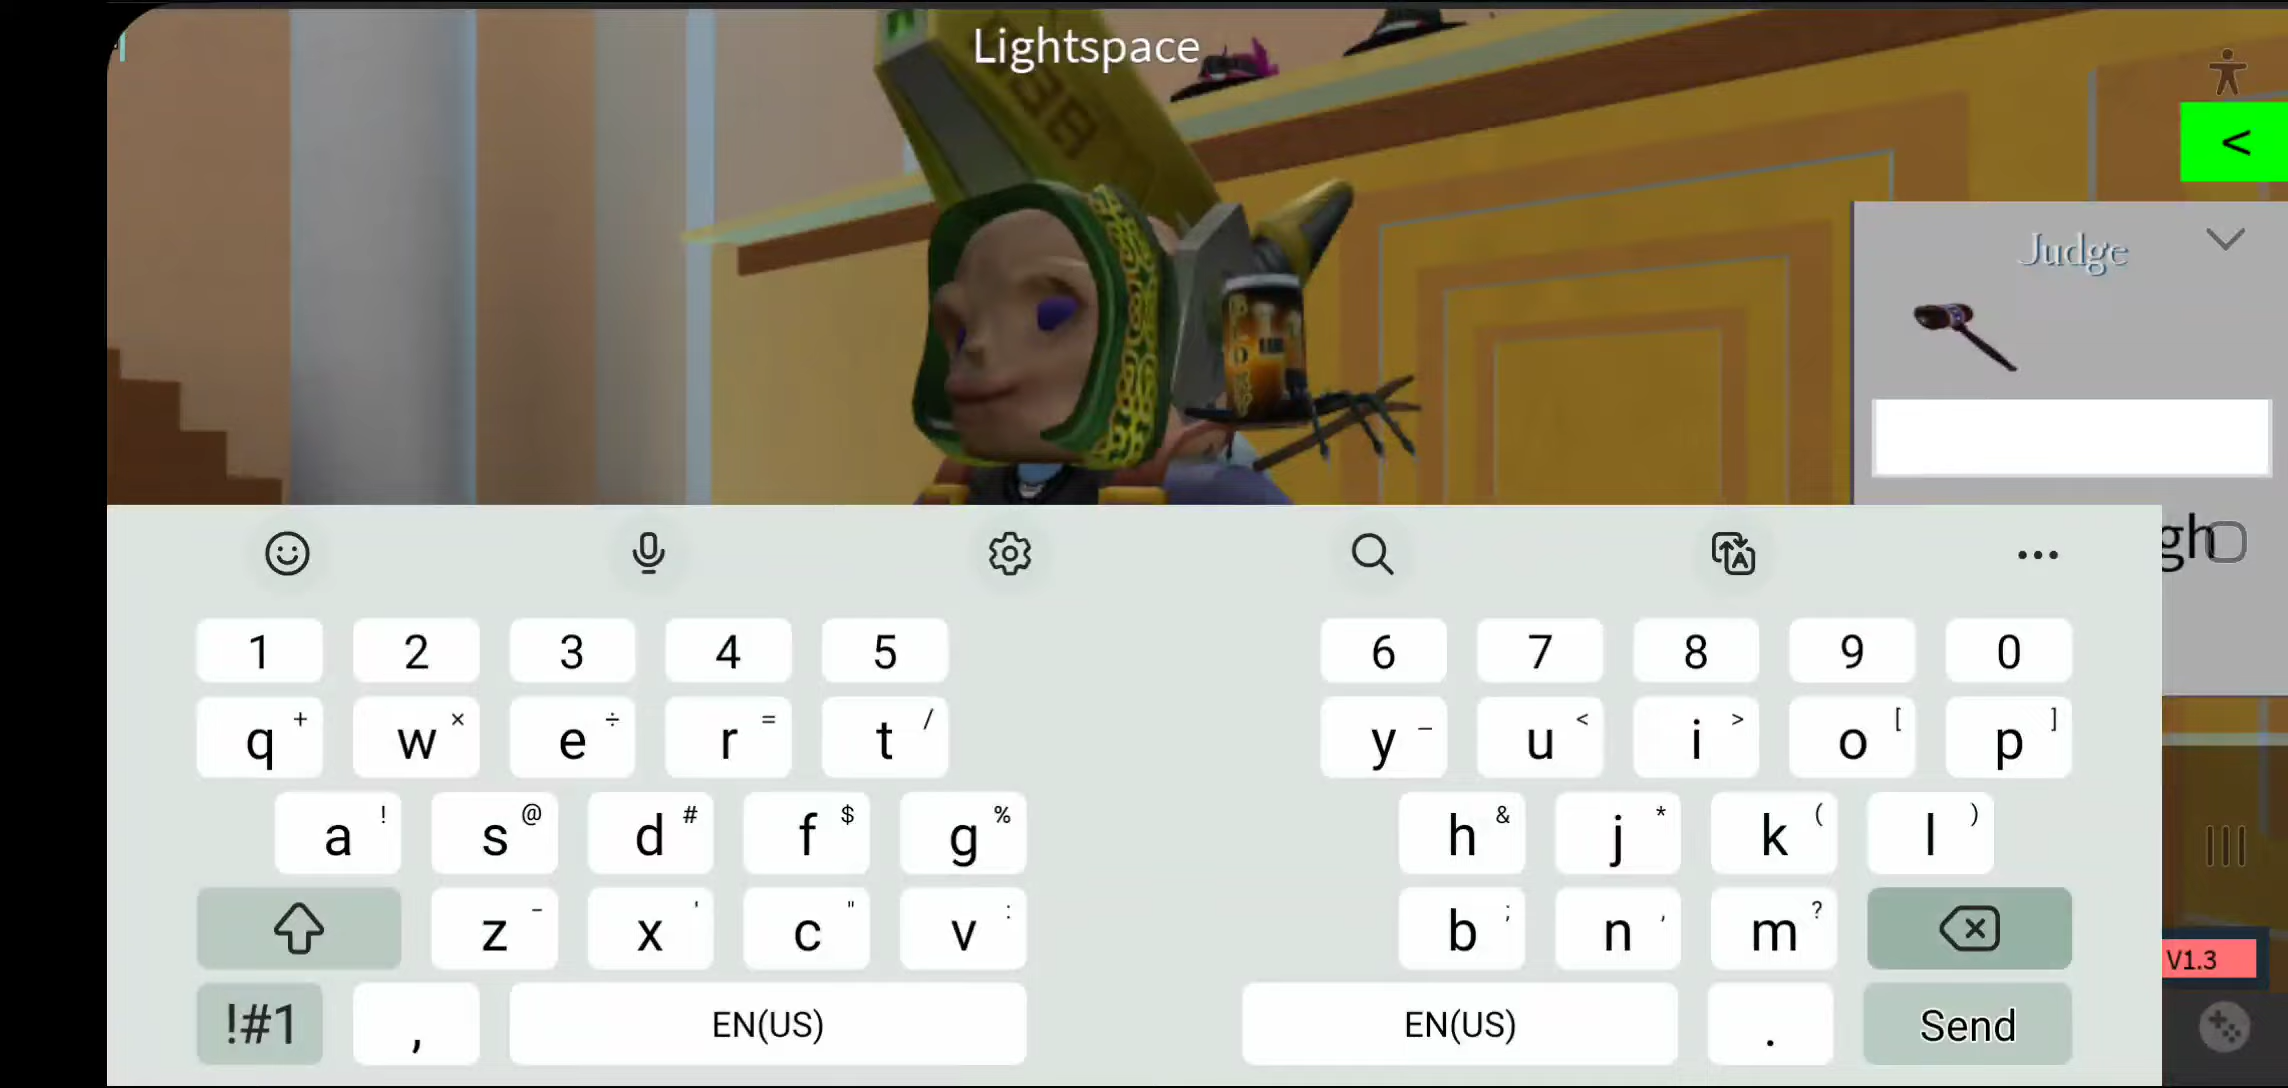 Lightspace
<
Judge
gh
1 2 3 4 5 6 7 8 9 0
q + w × e ÷ r = t / y _ u < i > o [ p ]
a ! s @ d # f $ g % h & j * k ( l )
z - x ' c " v : b ; n , m ?
V1.3
!#1 , EN(US) EN(US) . Send